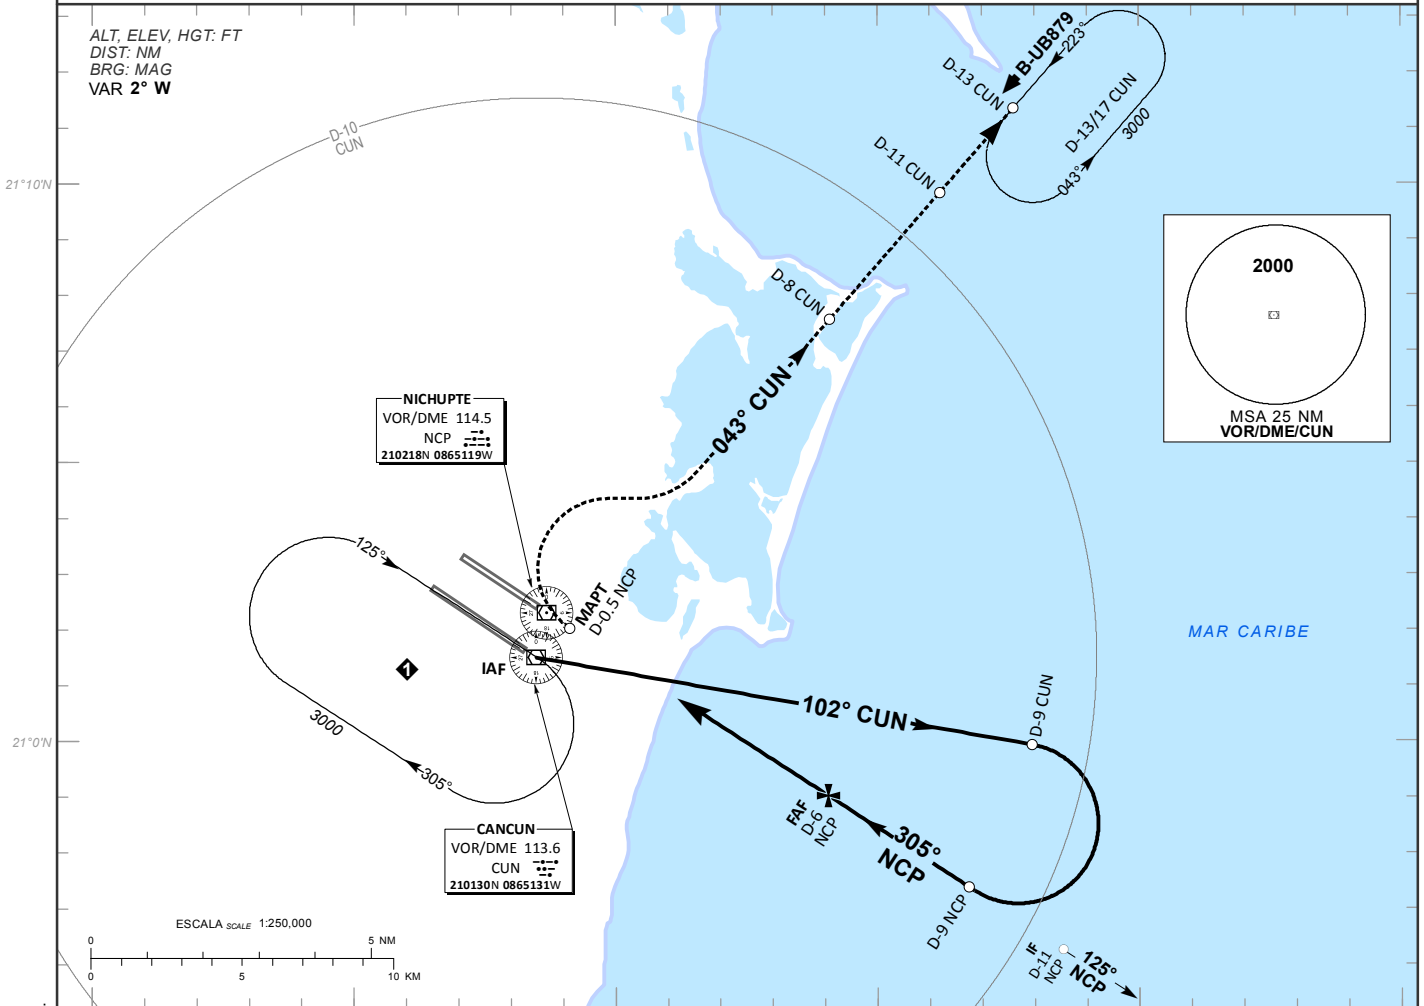 ALT, ELEV, HGT: FT
DIST: NM
BRG: MAG
VAR 2° W
D-10
CUN
21°10'N
21°0'N
B-UB879
223°
D-13 CUN
D-13/17 CUN
3000
043°
D-11 CUN
D-8 CUN
043° CUN
2000
MSA 25 NM
VOR/DME/CUN
NICHUPTE
VOR/DME 114.5
NCP
210218N 0865119W
125°
MAPT
D-0.5 NCP
IAF
1
3000
305°
MAR CARIBE
102° CUN
D-9 CUN
FAF
D-6
NCP
305°
NCP
D-9 NCP
IF
D-11
NCP
125°
NCP
CANCUN
VOR/DME 113.6
CUN
210130N 0865131W
ESCALA SCALE 1:250,000
0 5 NM
0 5 10 KM